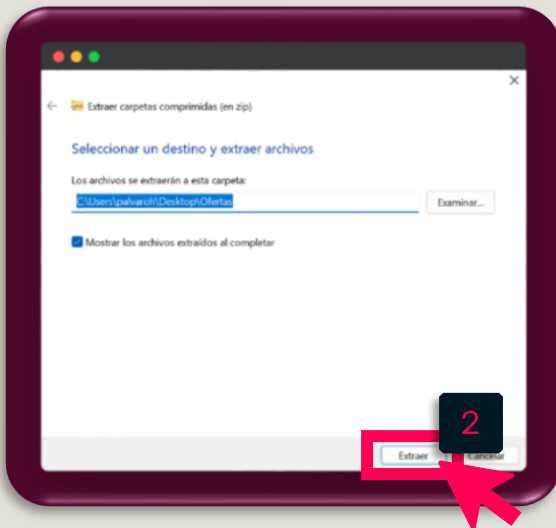 Extraer carpetas comprimidas (en zip)
Seleccionar un destino y extraer archivos
Los archivos se extraerán a esta carpeta:
C:\Users\palvaroh\Desktop\Ofertas
Examinar...
Mostrar los archivos extraídos al completar
2
Extraer
Cancelar